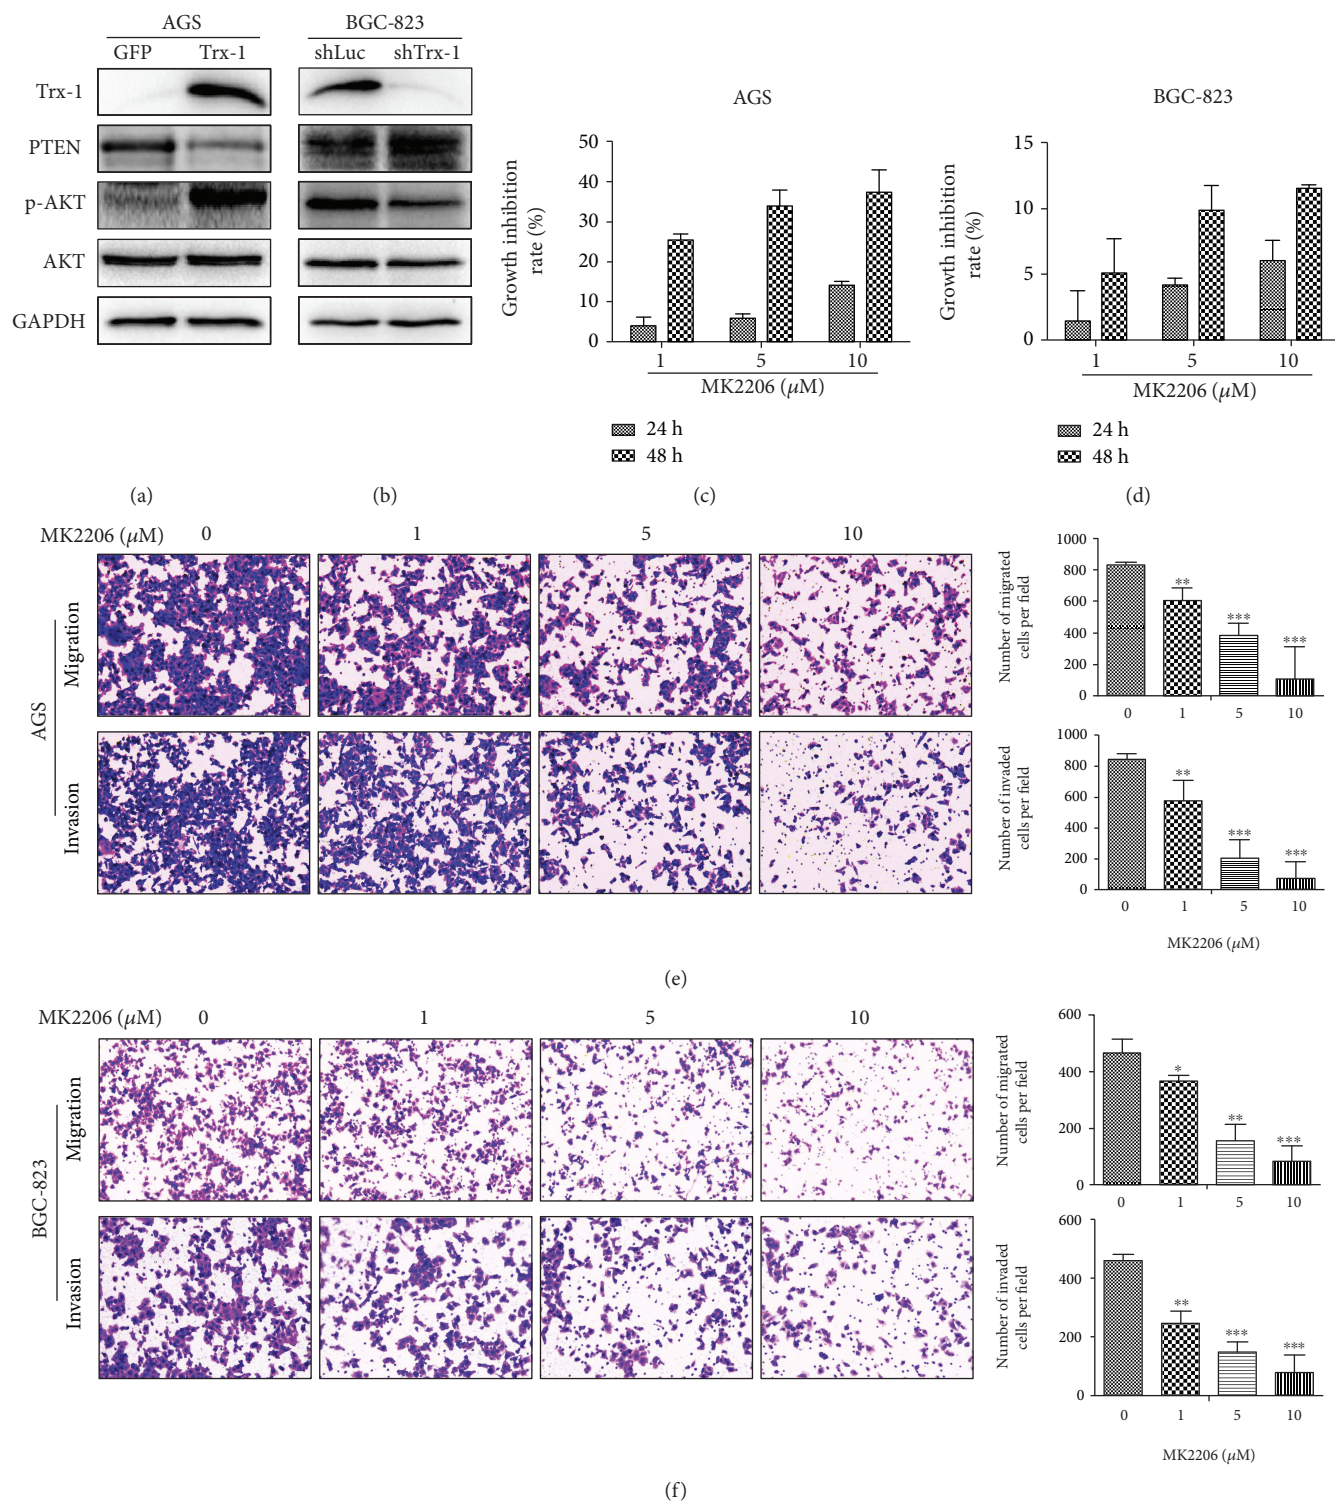 AGS
BGC-823
GFP
Trx-1
shLuc
shTrx-1
Trx-1
PTEN
p-AKT
AKT
GAPDH
AGS
Growth inhibition
rate (%)
50
40
30
20
10
0
1
5
10
MK2206 (μM)
24 h
48 h
BGC-823
Growth inhibition
rate (%)
15
10
5
0
1
5
10
MK2206 (μM)
24 h
48 h
(a)
(b)
(c)
(d)
MK2206 (μM)
0
1
5
10
AGS
Migration
Invasion
Number of migrated
cells per field
1000
800
600
400
200
0
**
***
***
0
1
5
10
Number of invaded
cells per field
1000
800
600
400
200
0
**
***
***
0
1
5
10
MK2206 (μM)
(e)
MK2206 (μM)
0
1
5
10
BGC-823
Migration
Invasion
Number of migrated
cells per field
600
400
200
0
*
**
***
0
1
5
10
Number of invaded
cells per field
600
400
200
0
**
***
***
0
1
5
10
MK2206 (μM)
(f)